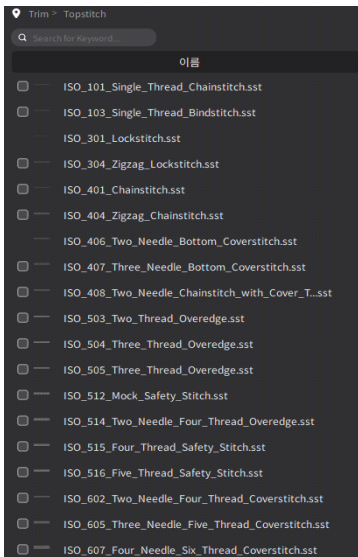 Trim > Topstitch
Search for Keyword...
이름
ISO_101_Single_Thread_Chainstitch.sst
ISO_103_Single_Thread_Bindstitch.sst
ISO_301_Lockstitch.sst
ISO_304_Zigzag_Lockstitch.sst
ISO_401_Chainstitch.sst
ISO_404_Zigzag_Chainstitch.sst
ISO_406_Two_Needle_Bottom_Coverstitch.sst
ISO_407_Three_Needle_Bottom_Coverstitch.sst
ISO_408_Two_Needle_Chainstitch_with_Cover_T...sst
ISO_503_Two_Thread_Overedge.sst
ISO_504_Three_Thread_Overedge.sst
ISO_505_Three_Thread_Overedge.sst
ISO_512_Mock_Safety_Stitch.sst
ISO_514_Two_Needle_Four_Thread_Overedge.sst
ISO_515_Four_Thread_Safety_Stitch.sst
ISO_516_Five_Thread_Safety_Stitch.sst
ISO_602_Two_Needle_Four_Thread_Coverstitch.sst
ISO_605_Three_Needle_Five_Thread_Coverstitch.sst
ISO_607_Four_Needle_Six_Thread_Coverstitch.sst